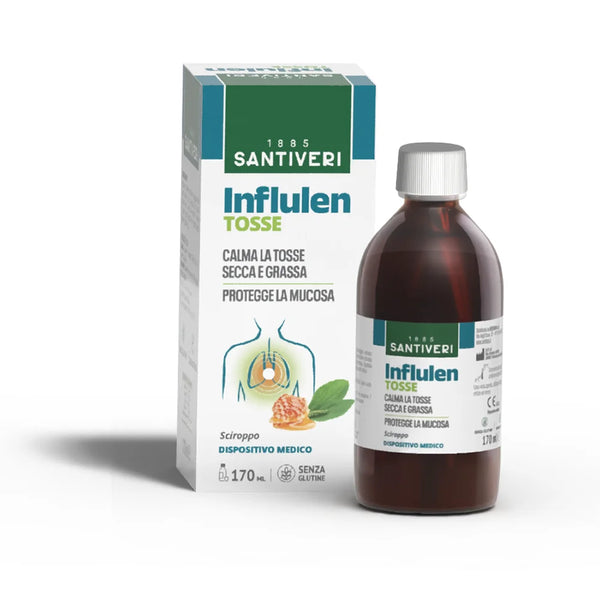 1885
SANTIVERI
Influlen
TOSSE
CALMA LA TOSSE
SECCA E GRASSA
PROTEGGE LA MUCOSA
Sciroppo
DISPOSITIVO MEDICO
170 ML
SENZA
GLUTINE
1885
SANTIVERI
Influlen
TOSSE
CALMA LA TOSSE
SECCA E GRASSA
PROTEGGE LA MUCOSA
Sciroppo
DISPOSITIVO MEDICO
170 ml
CE